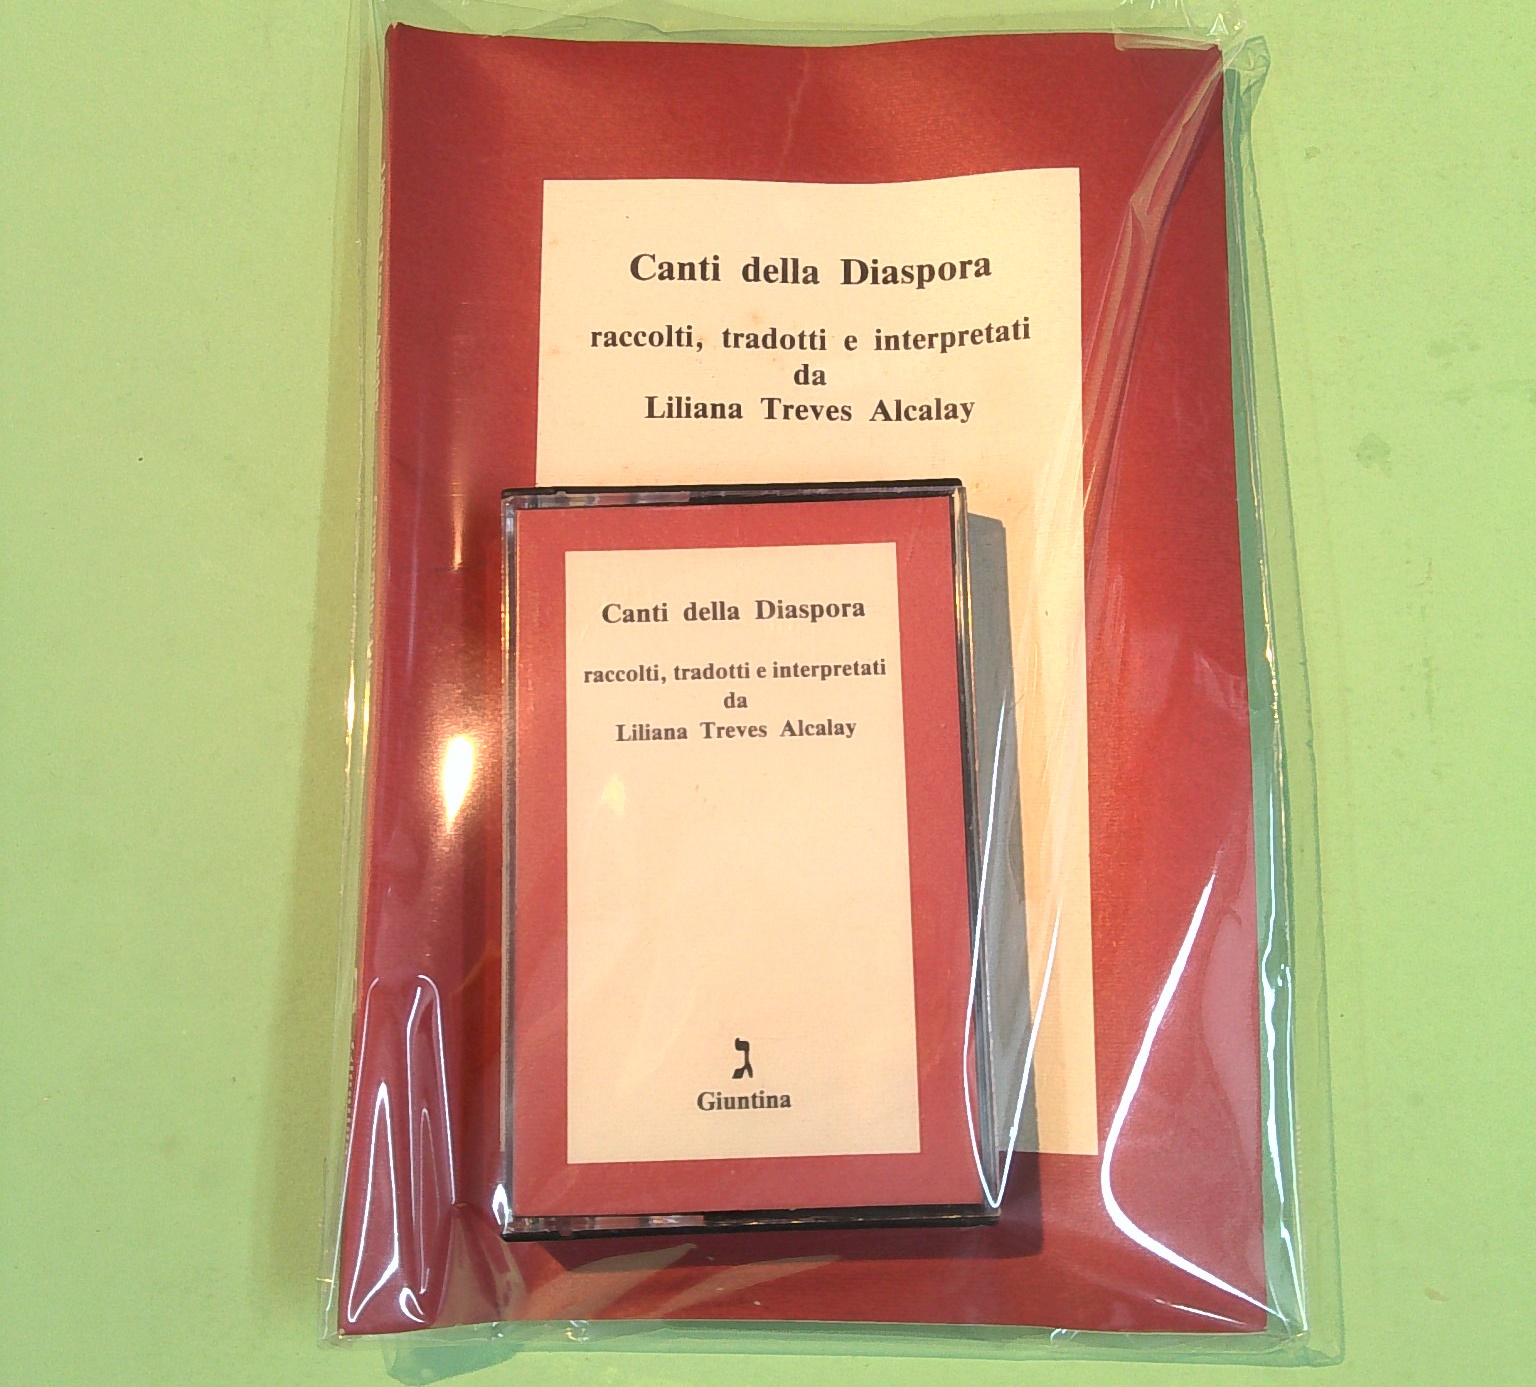 Canti della Diaspora
raccolti, tradotti e interpretati
da
Liliana Treves Alcalay
Canti della Diaspora
raccolti, tradotti e interpretati
da
Liliana Treves Alcalay
ג
Giuntina